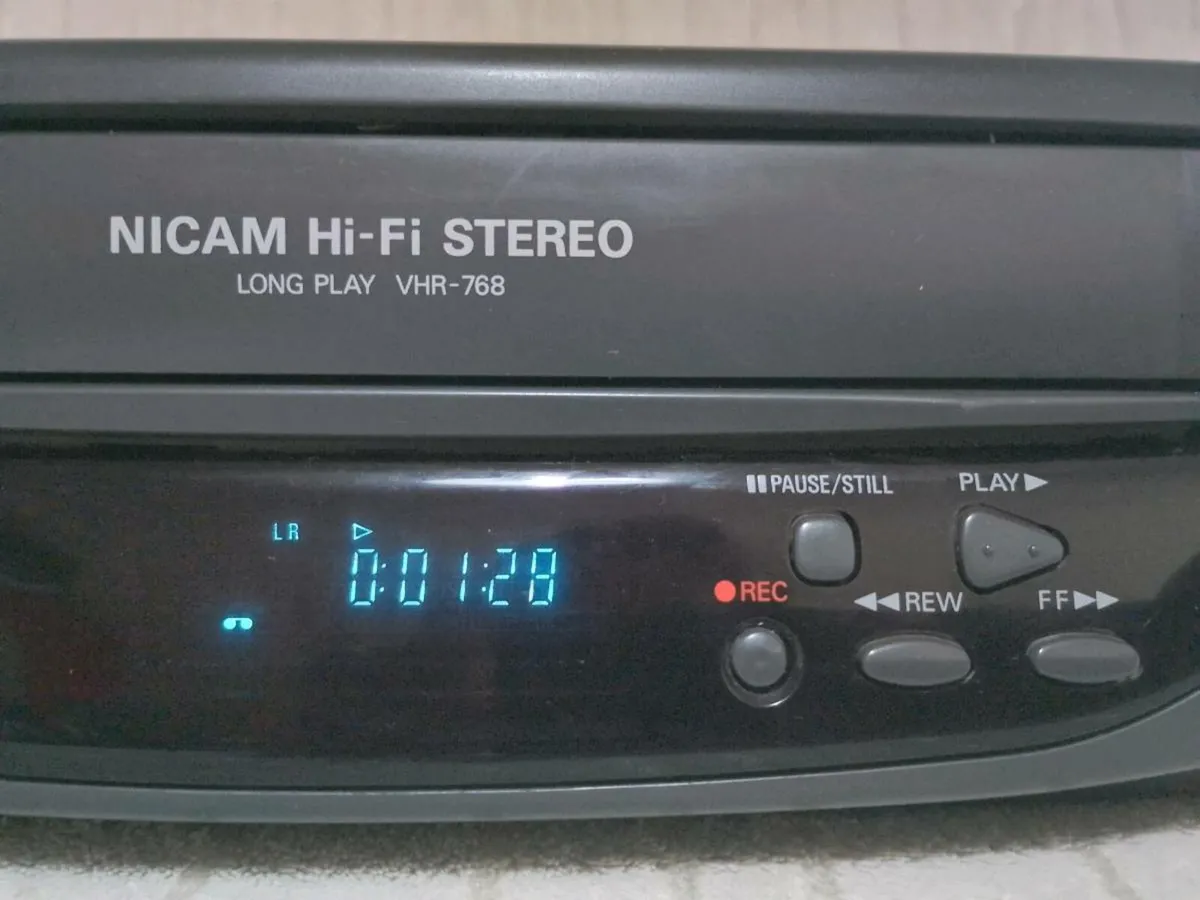 NICAM Hi-Fi STEREO
LONG PLAY VHR-768
PAUSE/STILL
PLAY
LR
0:01:28
REC
REW
FF